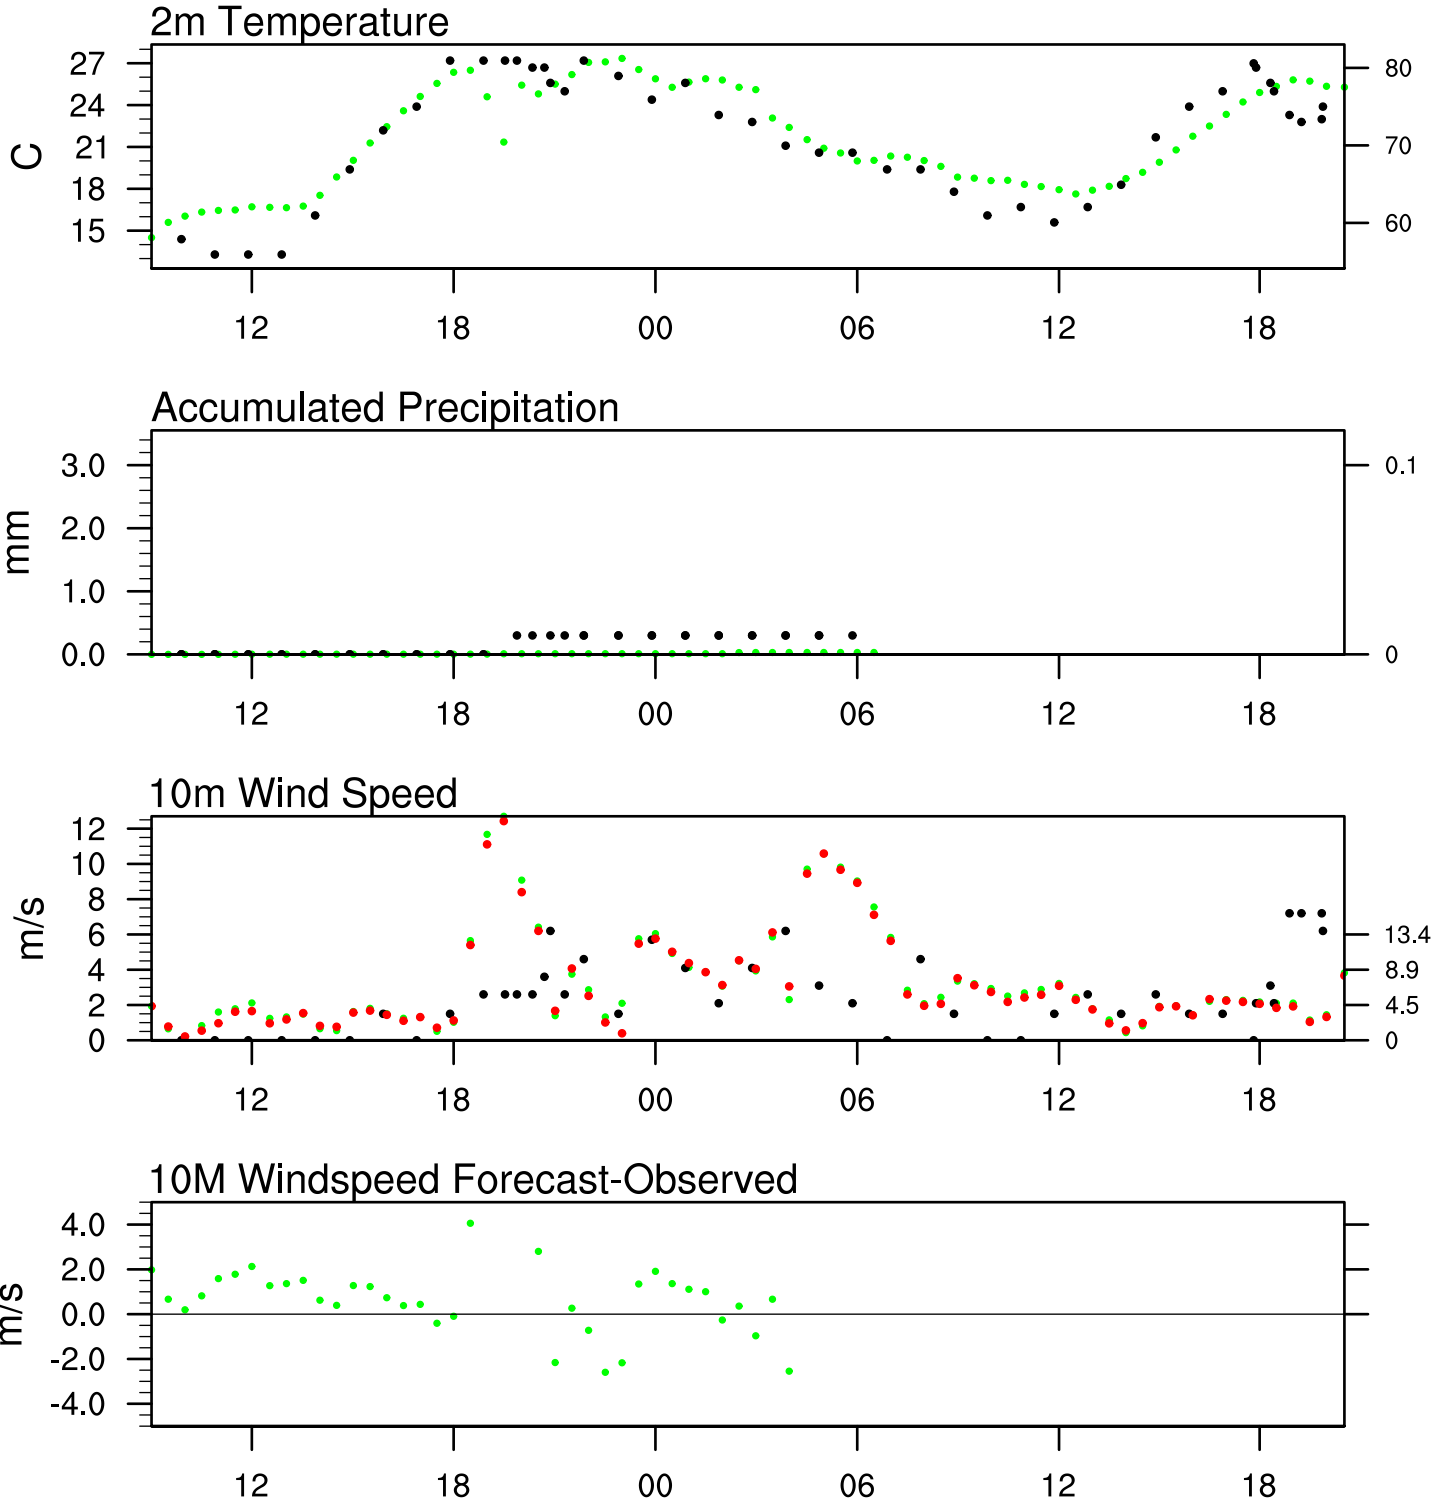 2m Temperature
27
24
21
18
15
C
80
70
60
12 18 00 06 12 18
Accumulated Precipitation
3.0
2.0
1.0
0.0
mm
0.1
0
12 18 00 06 12 18
10m Wind Speed
12
10
8
6
4
2
0
m/s
13.4
8.9
4.5
0
12 18 00 06 12 18
10M Windspeed Forecast-Observed
4.0
2.0
0.0
-2.0
-4.0
m/s
12 18 00 06 12 18